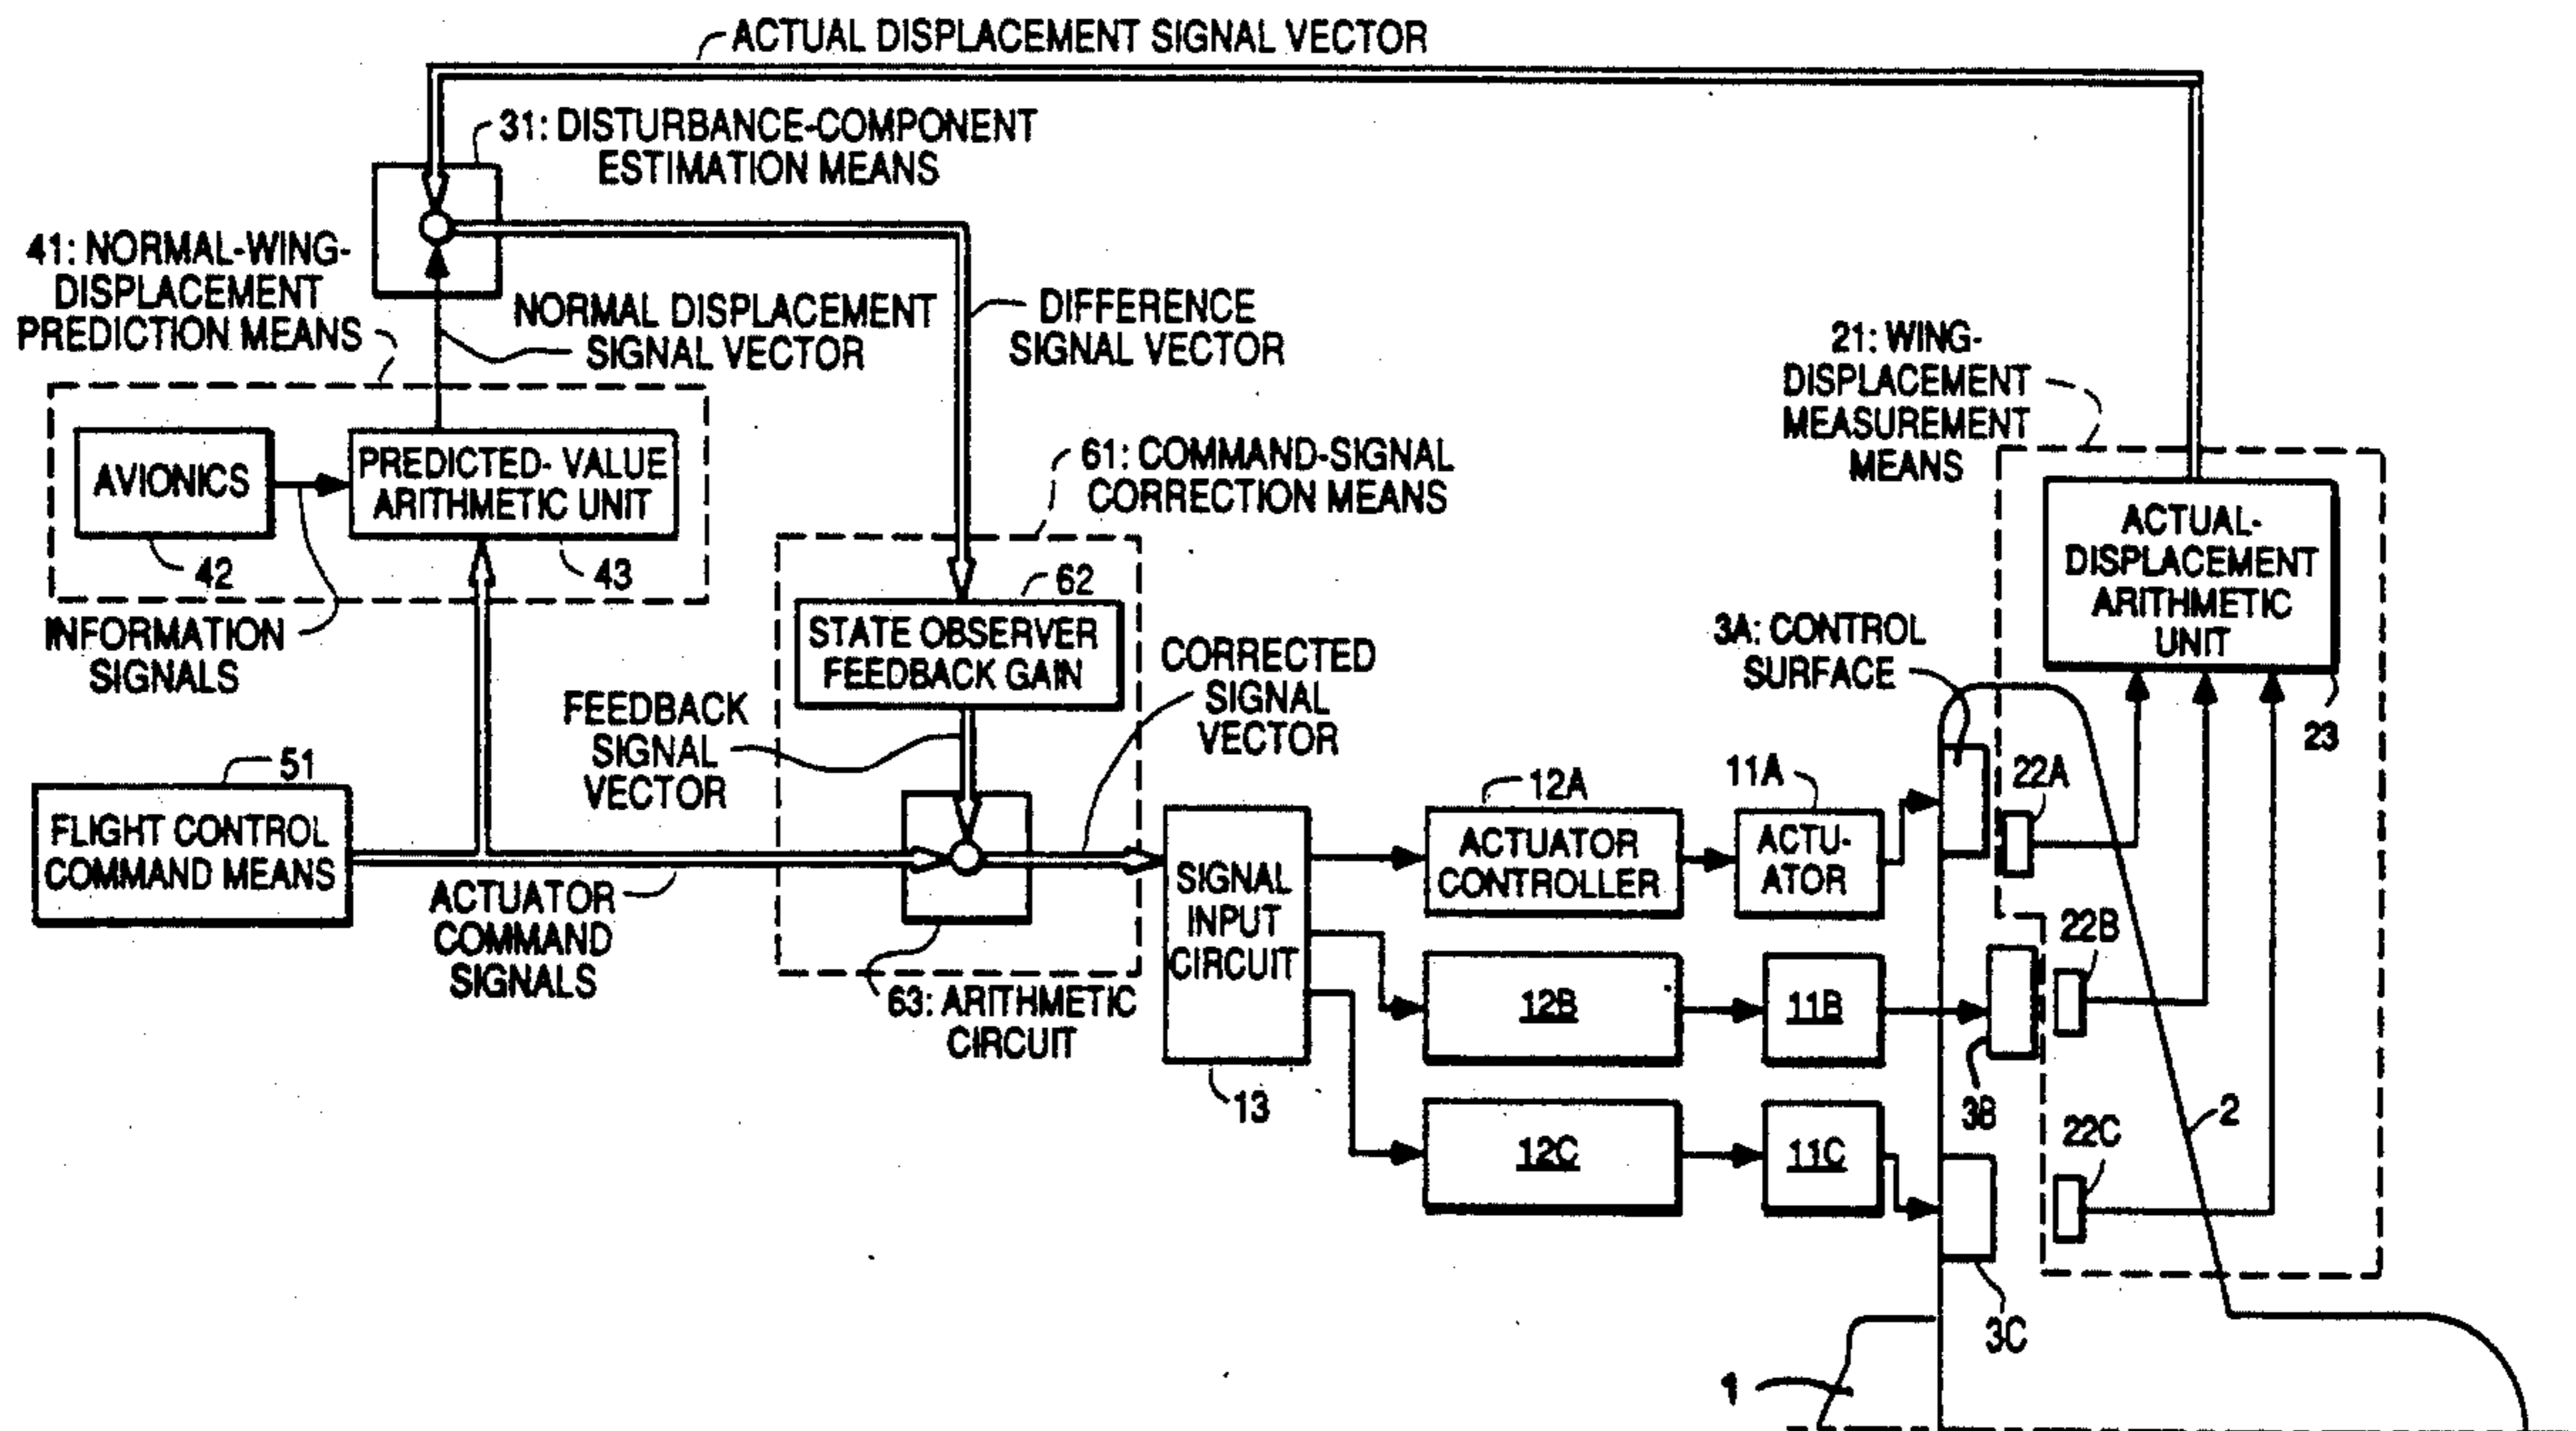 ACTUAL DISPLACEMENT SIGNAL VECTOR
31: DISTURBANCE-COMPONENT
ESTIMATION MEANS
41: NORMAL-WING-
DISPLACEMENT
PREDICTION MEANS
NORMAL DISPLACEMENT
SIGNAL VECTOR
DIFFERENCE
SIGNAL VECTOR
21: WING-
DISPLACEMENT
MEASUREMENT
MEANS
AVIONICS
42
PREDICTED- VALUE
ARITHMETIC UNIT
43
INFORMATION
SIGNALS
61: COMMAND-SIGNAL
CORRECTION MEANS
62
STATE OBSERVER
FEEDBACK GAIN
CORRECTED
SIGNAL
VECTOR
FEEDBACK
SIGNAL
VECTOR
ACTUAL-
DISPLACEMENT
ARITHMETIC
UNIT
23
3A: CONTROL
SURFACE
51
FLIGHT CONTROL
COMMAND MEANS
ACTUATOR
COMMAND
SIGNALS
63: ARITHMETIC
CIRCUIT
SIGNAL
INPUT
CIRCUIT
13
12A
ACTUATOR
CONTROLLER
11A
ACTU-
ATOR
22A
12B
11B
3B
22B
12C
11C
3C
22C
2
1